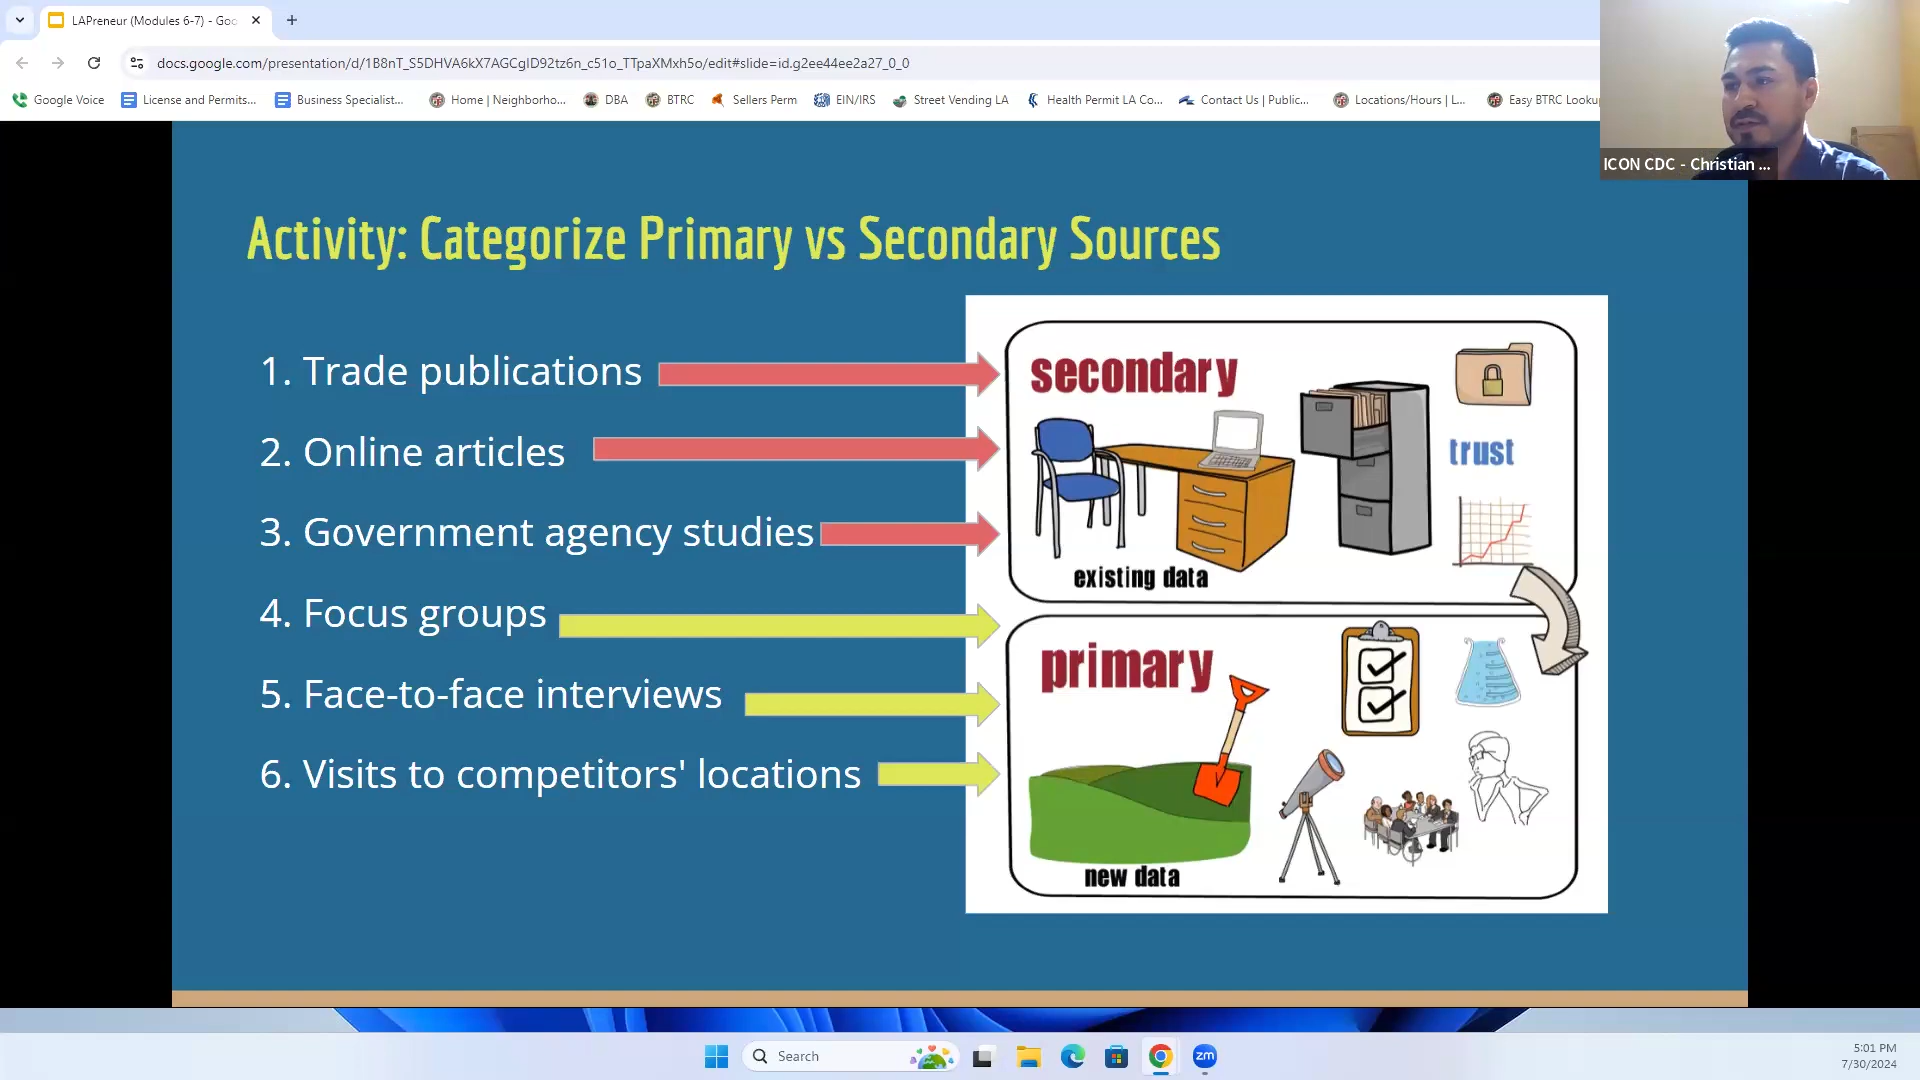 LAPreneur (Modules 6-7) - Goo
docs.google.com/presentation/d/1B8nT_S5DHVA6kX7AGCgID92tz6n_c51o_TTpaXMxh5o/edit#slide=id.g2ee44ee2a27_0_0
Google Voice License and Permits... Business Specialist... Home | Neighborho... DBA BTRC Sellers Perm EIN/IRS Street Vending LA Health Permit LA Co... Contact Us | Public... Locations/Hours | L... Easy BTRC Lookup
ICON CDC - Christian ...
Activity: Categorize Primary vs Secondary Sources
1. Trade publications
2. Online articles
3. Government agency studies
4. Focus groups
5. Face-to-face interviews
6. Visits to competitors' locations
secondary
trust
existing data
primary
new data
Search
zm
5:01 PM
7/30/2024